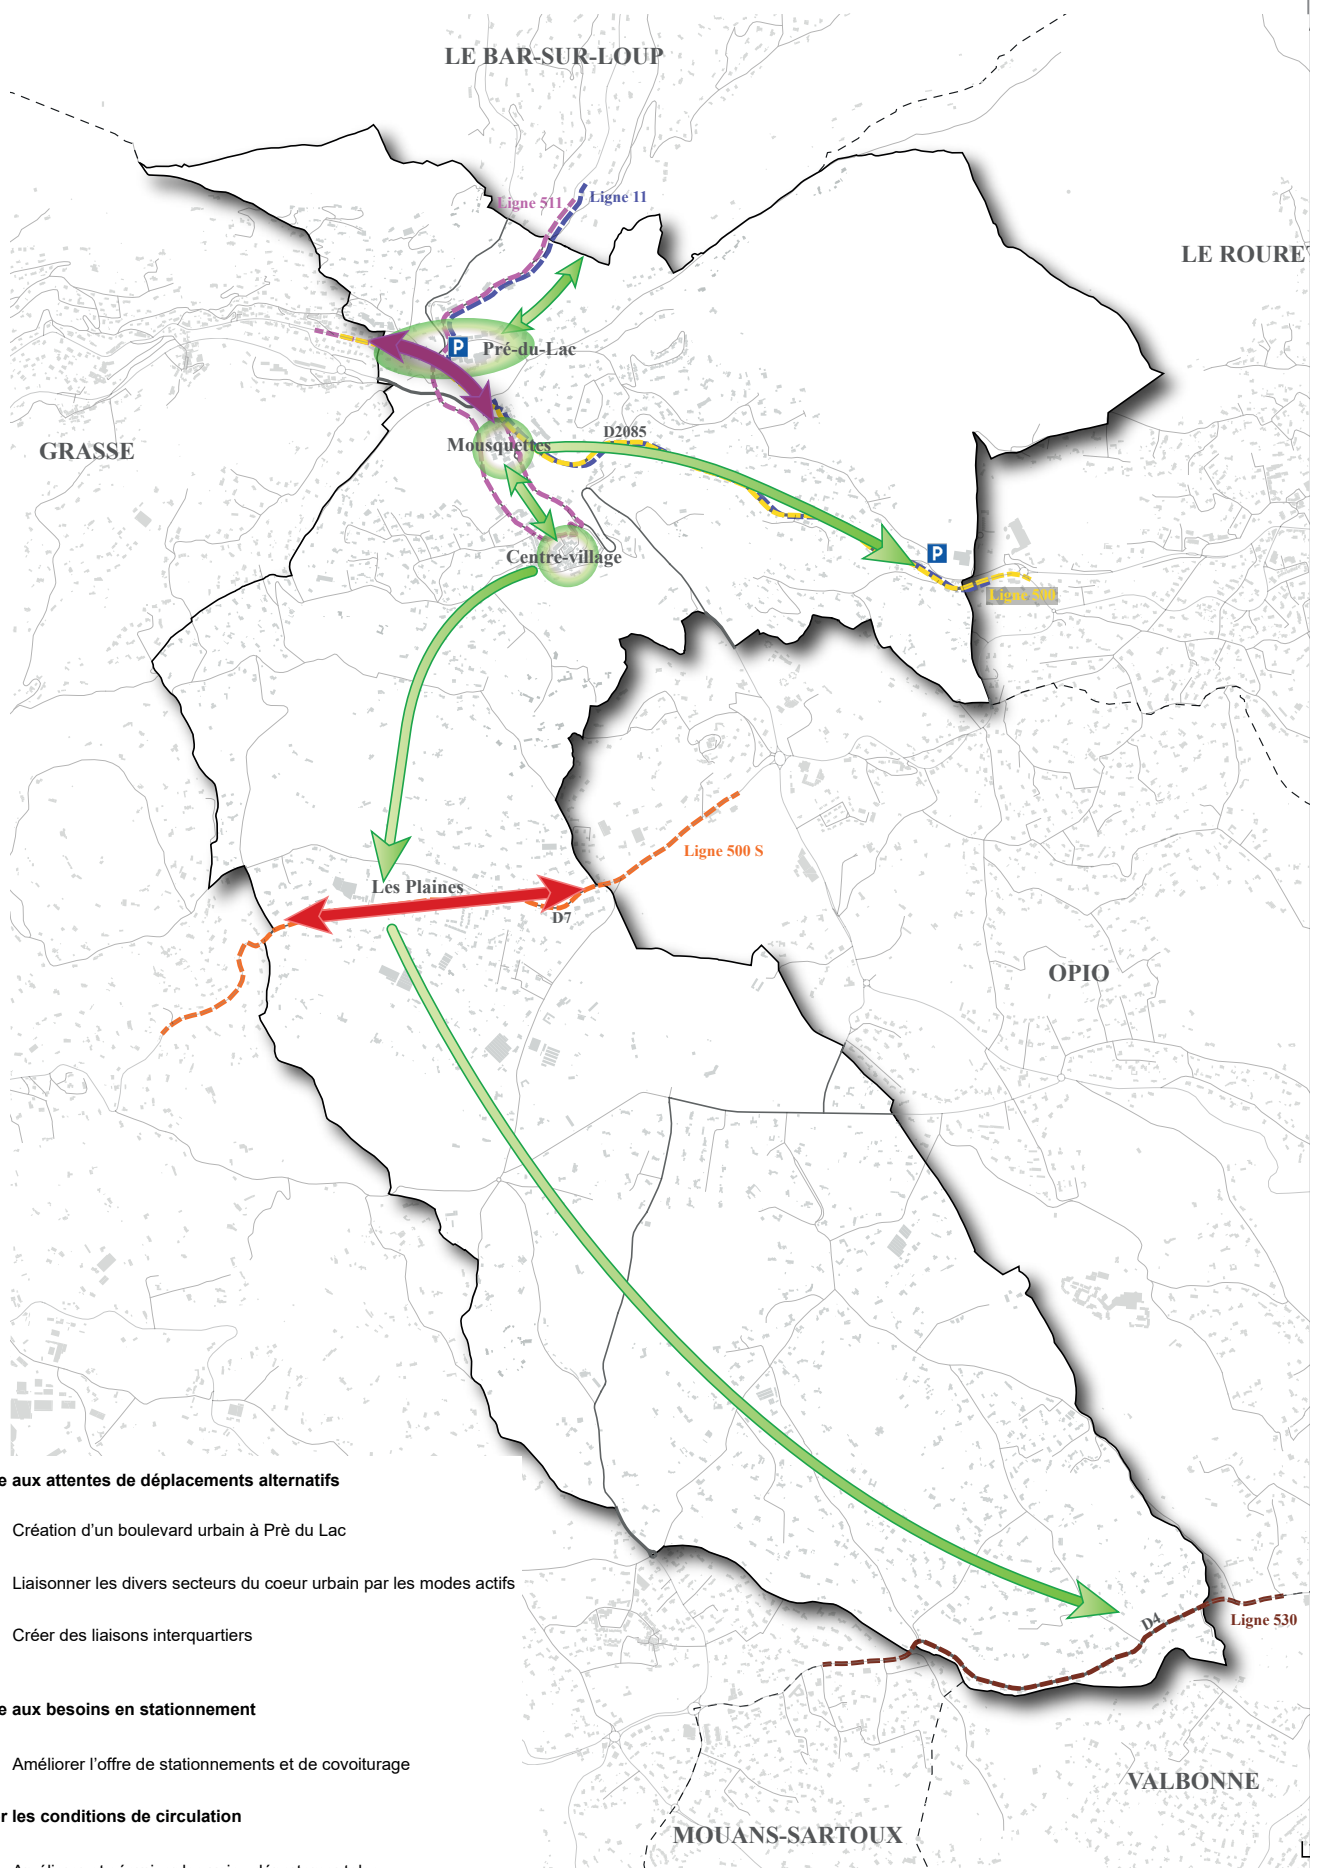 LE BAR-SUR-LOUP
Ligne 511
Ligne 11
LE ROURET
P
Pré-du-Lac
GRASSE
Mousquettes
D2085
Centre-village
P
Ligne 500
Ligne 500 S
Les Plaines
D7
OPIO
e aux attentes de déplacements alternatifs
Création d'un boulevard urbain à Prè du Lac
Liaisonner les divers secteurs du coeur urbain par les modes actifs
Créer des liaisons interquartiers
D4
Ligne 530
e aux besoins en stationnement
Améliorer l'offre de stationnements et de covoiturage
VALBONNE
r les conditions de circulation
MOUANS-SARTOUX